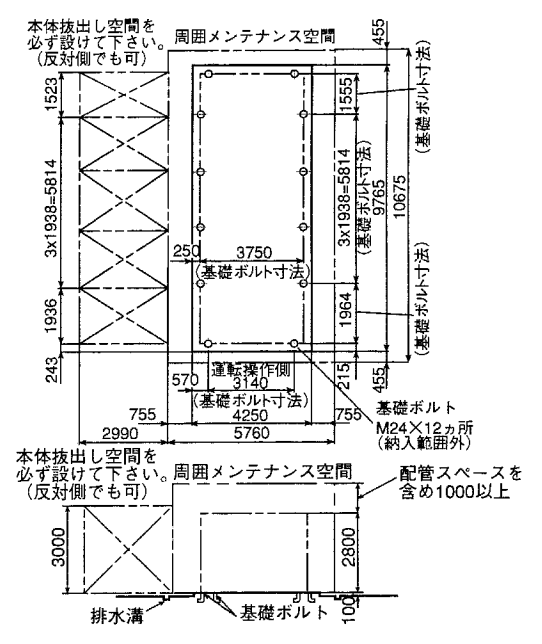 本体抜出し空間を
必ず設けて下さい。
（反対側でも可）
周囲メンテナンス空間
455
1523
1555
(基礎ボルト寸法)
3x1938=5814
3x1938=5814
(基礎ボルト寸法)
9765
10675
250
3750
(基礎ボルト寸法)
1936
1964
(基礎ボルト寸法)
243
運転操作側
215
455
570
3140
(基礎ボルト寸法)
755
4250
755
2990
5760
基礎ボルト
M24×12ヵ所
(納入範囲外)
本体抜出し空間を
必ず設けて下さい。
（反対側でも可）
周囲メンテナンス空間
配管スペースを
含め1000以上
3000
2800
100
排水溝
基礎ボルト